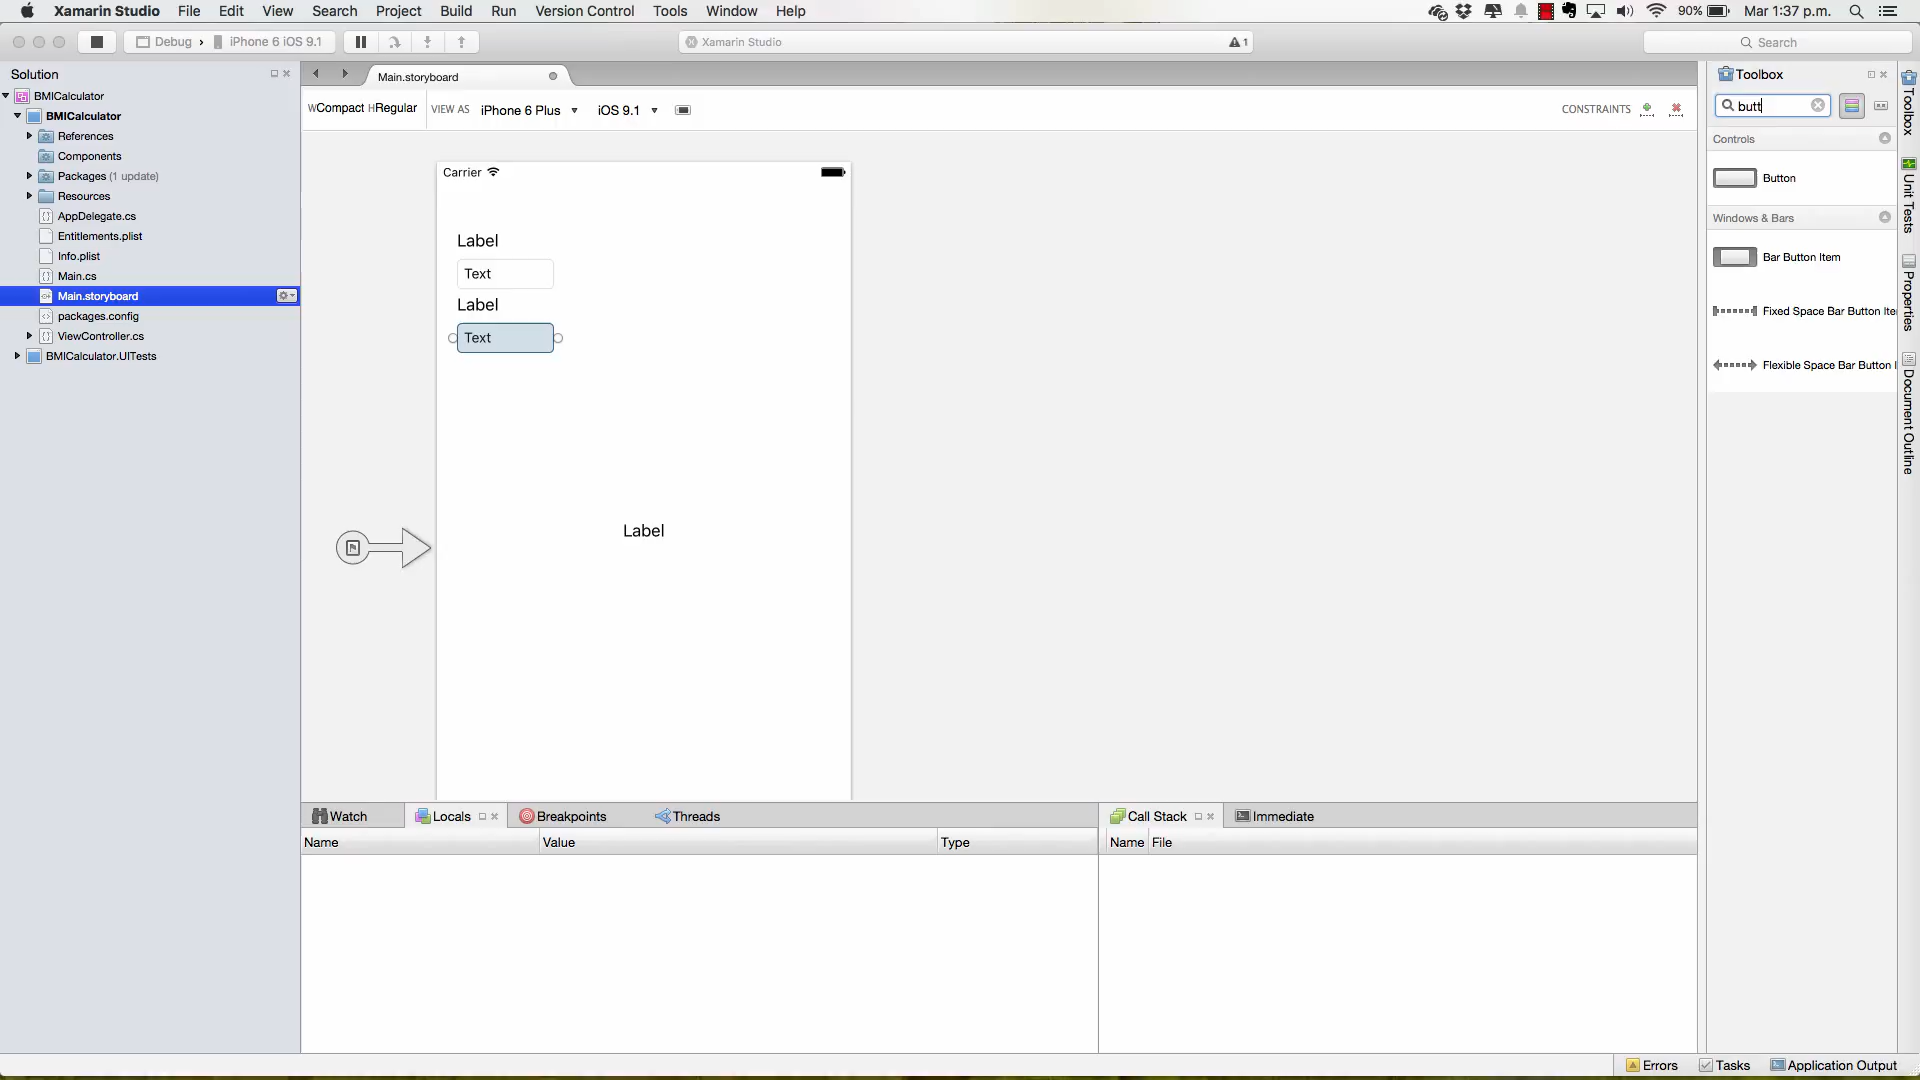 Xamarin Studio File Edit View Search Project Build Run Version Control Tools Window Help 90% Mar 1:37 p.m.
Debug iPhone 6 iOS 9.1 Xamarin Studio 1 Search
Solution
BMICalculator
BMICalculator
References
Components
Packages (1 update)
Resources
AppDelegate.cs
Entitlements.plist
Info.plist
Main.cs
Main.storyboard
packages.config
ViewController.cs
BMICalculator.UITests
Main.storyboard
wCompact HRegular VIEW AS iPhone 6 Plus iOS 9.1 CONSTRAINTS
Carrier
Label
Text
Label
Text
Label
Toolbox
butt
Controls
Button
Windows & Bars
Bar Button Item
Fixed Space Bar Button Ite
Flexible Space Bar Button I
Toolbox
Unit Tests
Properties
Document Outline
Watch Locals Breakpoints Threads
Name Value Type
Call Stack Immediate
Name File
Errors Tasks Application Output